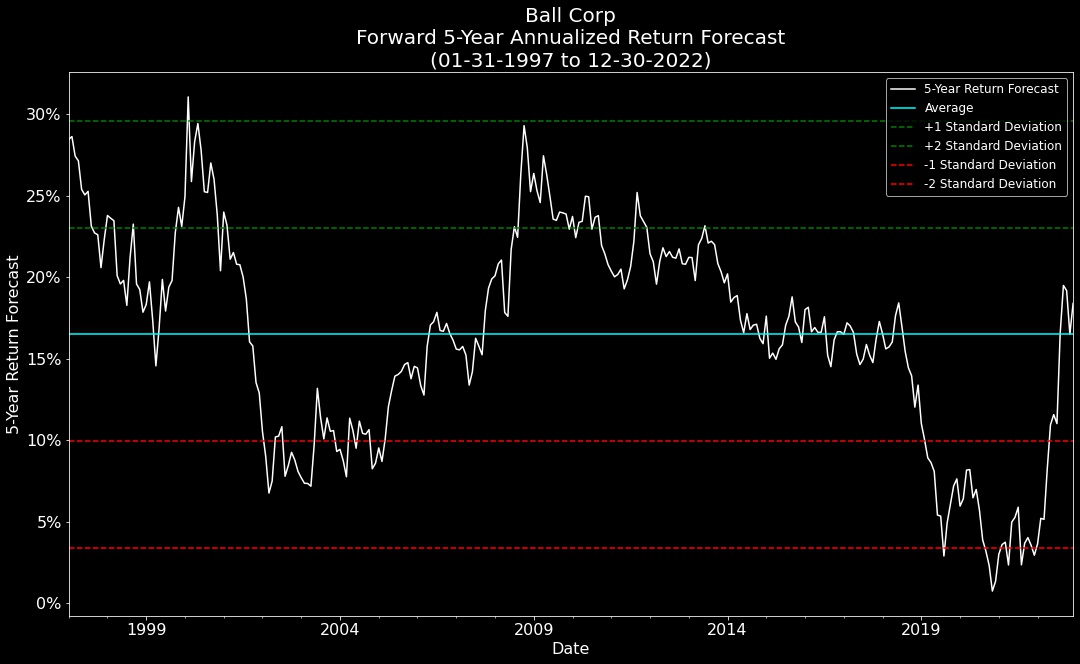 Ball Corp
Forward 5-Year Annualized Return Forecast
(01-31-1997 to 12-30-2022)
5-Year Return Forecast
30%
25%
20%
15%
10%
5%
0%
5-Year Return Forecast
Average
+1 Standard Deviation
+2 Standard Deviation
-1 Standard Deviation
-2 Standard Deviation
1999
2004
2009
2014
2019
Date